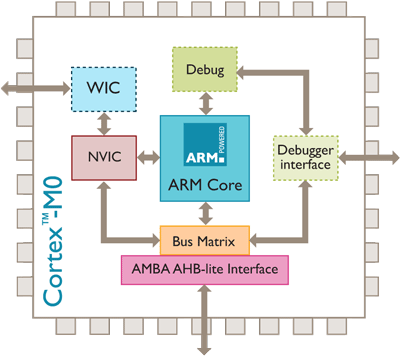 WIC
Debug
NVIC
ARM
POWERED
ARM Core
Debugger
interface
Bus Matrix
AMBA AHB-lite Interface
Cortex™-M0